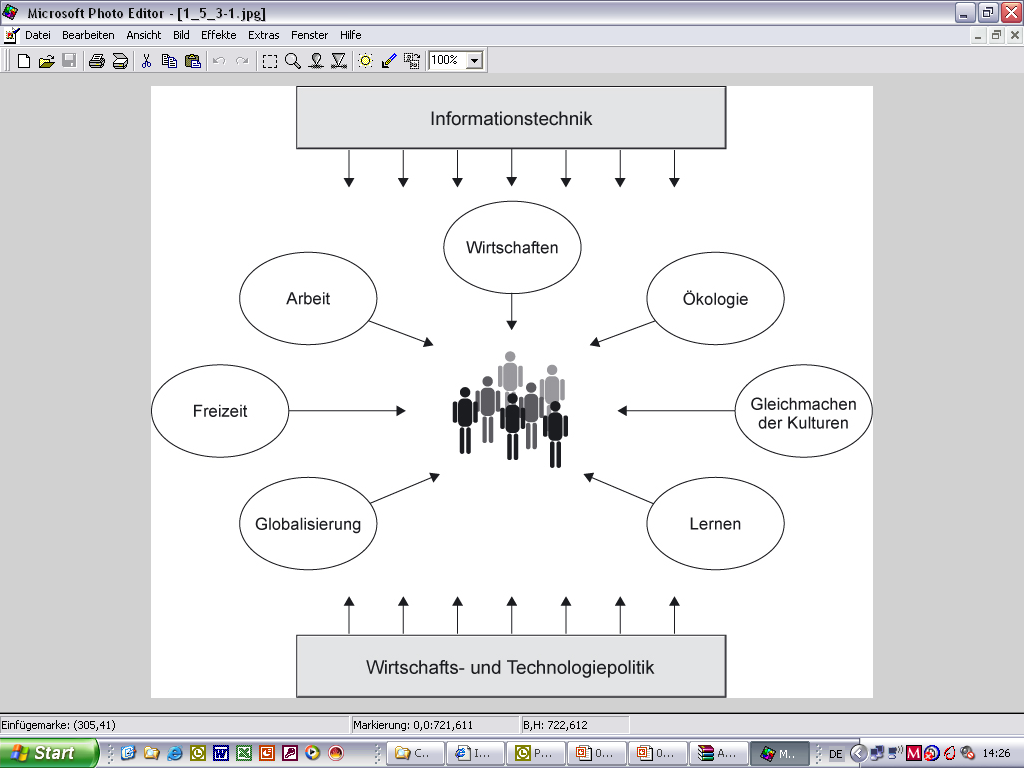 Microsoft Photo Editor - [1_5_3-1.jpg]
Datei Bearbeiten Ansicht Bild Effekte Extras Fenster Hilfe
100%
Informationstechnik
Wirtschaften
Arbeit
Ökologie
Freizeit
Gleichmachen
der Kulturen
Globalisierung
Lernen
Wirtschafts- und Technologiepolitik
Einfügemarke: (305,41) Markierung: 0,0:721,611 B,H: 722,612
Start C... I... P... 0... 0... A... M... DE 14:26